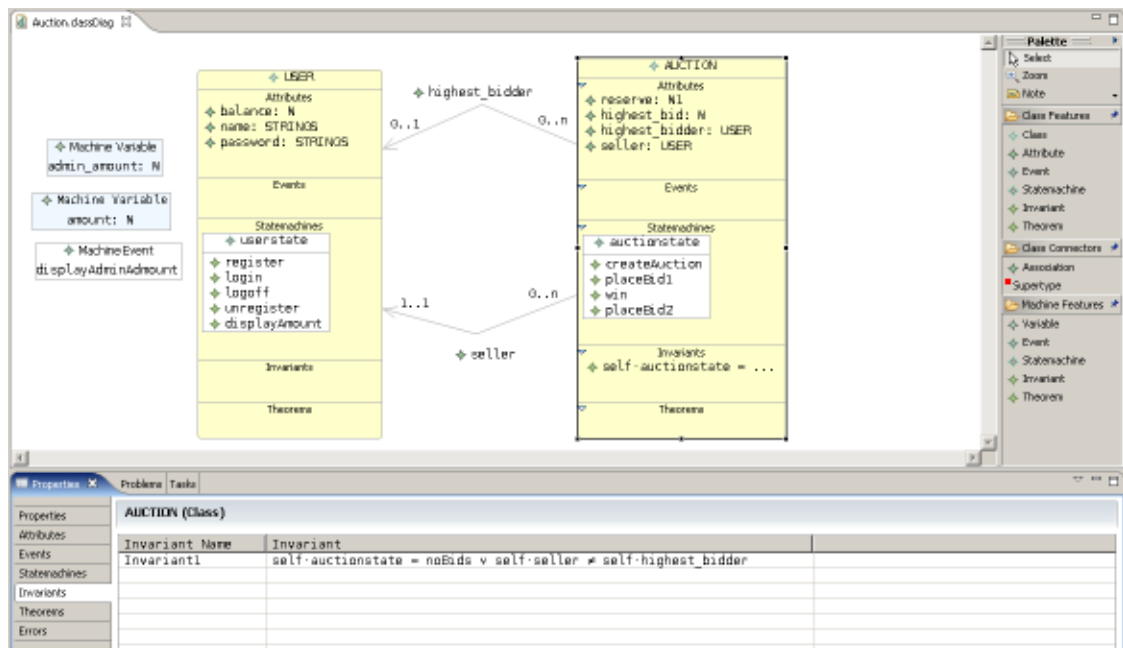 Auction.classDiag
USER
Attributes
balance: N
name: STRINGS
password: STRINGS
Events
Statemachines
userstate
register
login
logoff
unregister
displayAmount
Invariants
Theorems
Machine Variable
admin_amount: N
Machine Variable
amount: N
Machine Event
displayAdminAdmount
highest_bidder
0..1
0..n
1..1
0..n
seller
AUCTION
Attributes
reserve: N1
highest_bid: N
highest_bidder: USER
seller: USER
Events
Statemachines
auctionstate
createAuction
placeBid1
win
placeBid2
Invariants
self·auctionstate = ...
Theorems
Palette
Select
Zoom
Note
Class Features
Class
Attribute
Event
Statemachine
Invariant
Theorem
Class Connectors
Association
Supertype
Machine Features
Variable
Event
Statemachine
Invariant
Theorem
Properties
Problems
Tasks
Properties
Attributes
Events
Statemachines
Invariants
Theorems
Errors
AUCTION (Class)
Invariant Name
Invariant
Invariant1
self·auctionstate = noBids ∨ self·seller ≠ self·highest_bidder